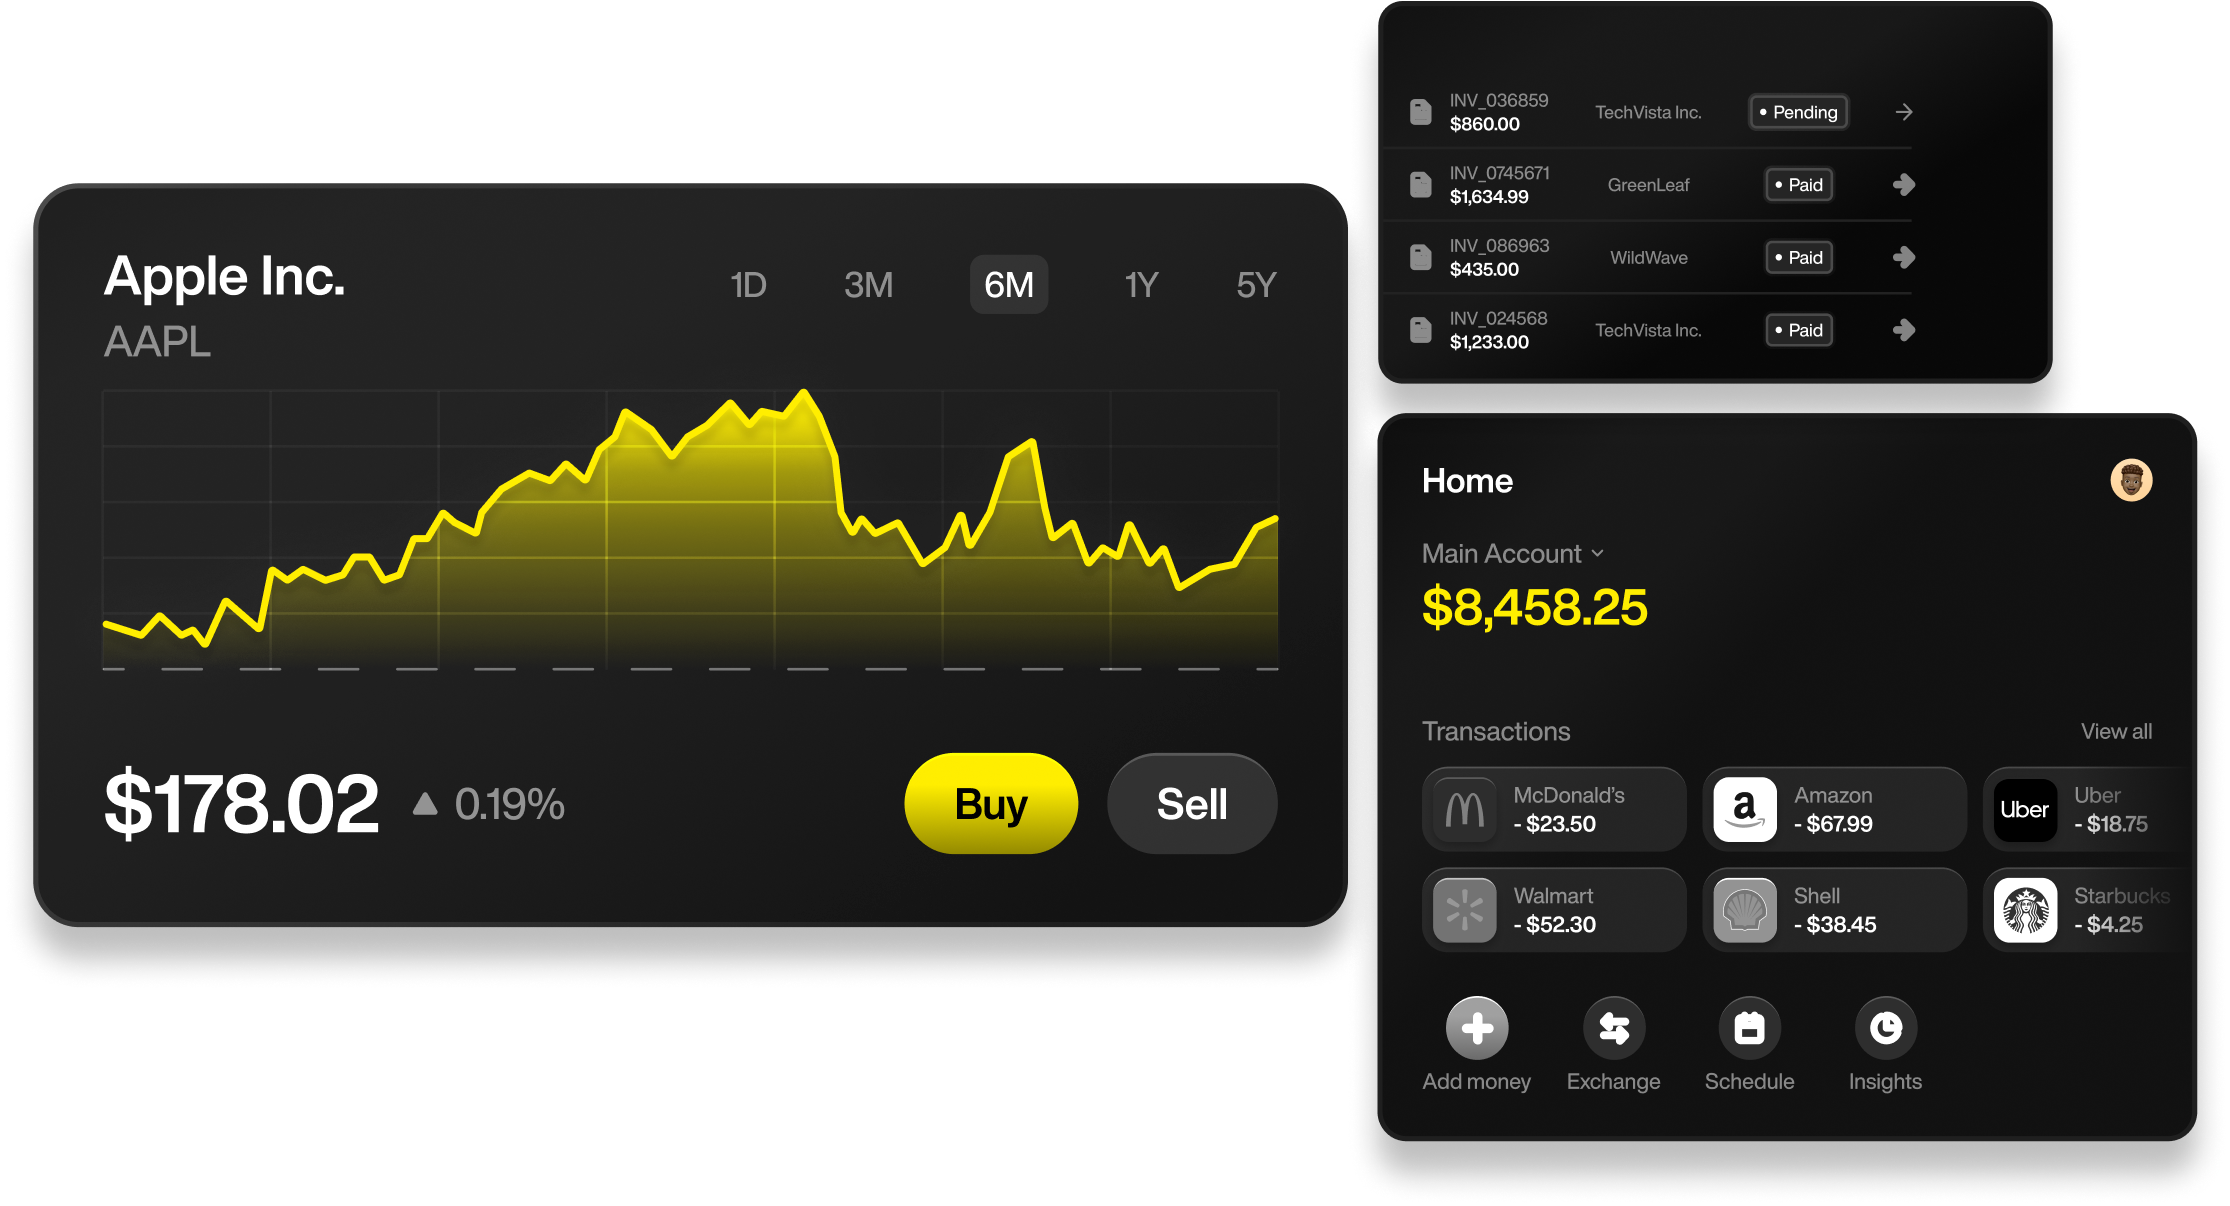 Apple Inc.
AAPL
1D 3M 6M 1Y 5Y
$178.02 0.19%
Buy Sell
INV_036859
$860.00
TechVista Inc.
Pending
INV_0745671
$1,634.99
GreenLeaf
Paid
INV_086963
$435.00
WildWave
Paid
INV_024568
$1,233.00
TechVista Inc.
Paid
Home
Main Account
$8,458.25
Transactions
View all
McDonald’s
- $23.50
a
Amazon
- $67.99
Uber
Uber
- $18.75
Walmart
- $52.30
Shell
- $38.45
Starbucks
- $4.25
Add money
Exchange
Schedule
Insights